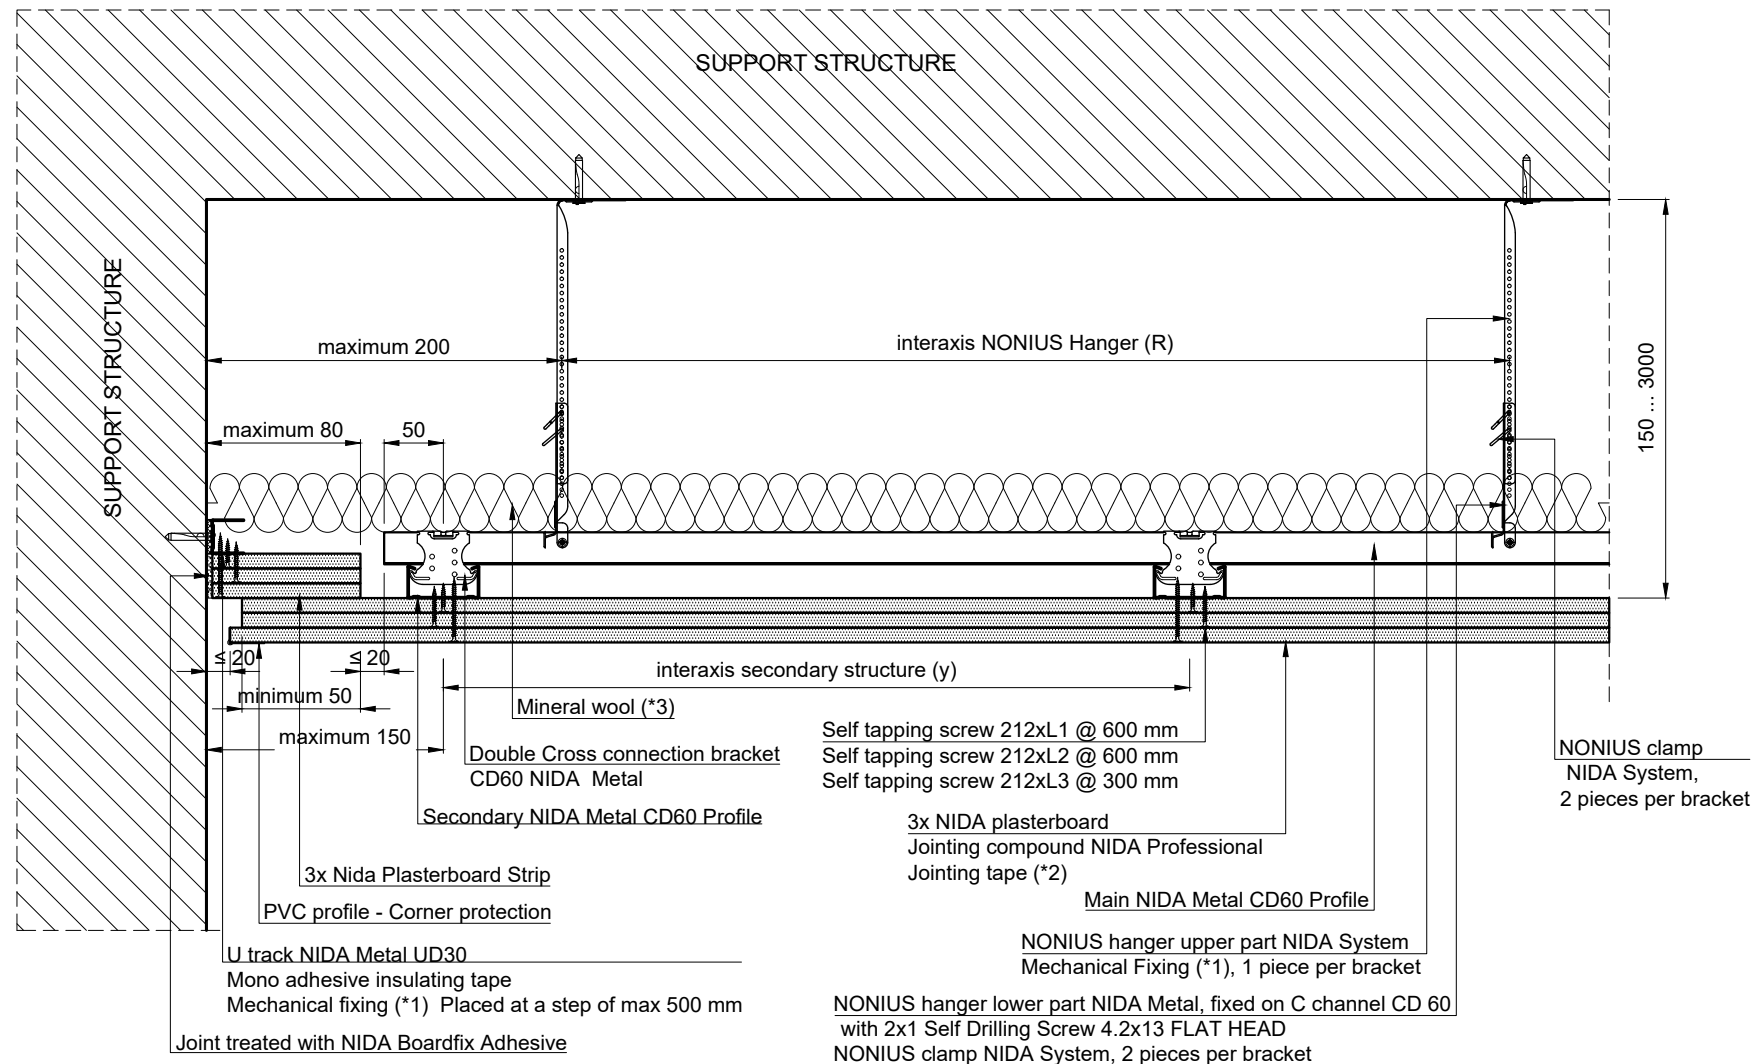 SUPPORT STRUCTURE
SUPPORT STRUCTURE
maximum 200
interaxis NONIUS Hanger (R)
150 ... 3000
maximum 80
50
≤ 20
≤ 20
interaxis secondary structure (y)
minimum 50
Mineral wool (*3)
maximum 150
Double Cross connection bracket
CD60 NIDA Metal
Secondary NIDA Metal CD60 Profile
Self tapping screw 212xL1 @ 600 mm
Self tapping screw 212xL2 @ 600 mm
Self tapping screw 212xL3 @ 300 mm
NONIUS clamp
NIDA System,
2 pieces per bracket
3x NIDA plasterboard
Jointing compound NIDA Professional
Jointing tape (*2)
3x Nida Plasterboard Strip
Main NIDA Metal CD60 Profile
PVC profile - Corner protection
NONIUS hanger upper part NIDA System
Mechanical Fixing (*1), 1 piece per bracket
U track NIDA Metal UD30
Mono adhesive insulating tape
Mechanical fixing (*1) Placed at a step of max 500 mm
NONIUS hanger lower part NIDA Metal, fixed on C channel CD 60
with 2x1 Self Drilling Screw 4.2x13 FLAT HEAD
NONIUS clamp NIDA System, 2 pieces per bracket
Joint treated with NIDA Boardfix Adhesive